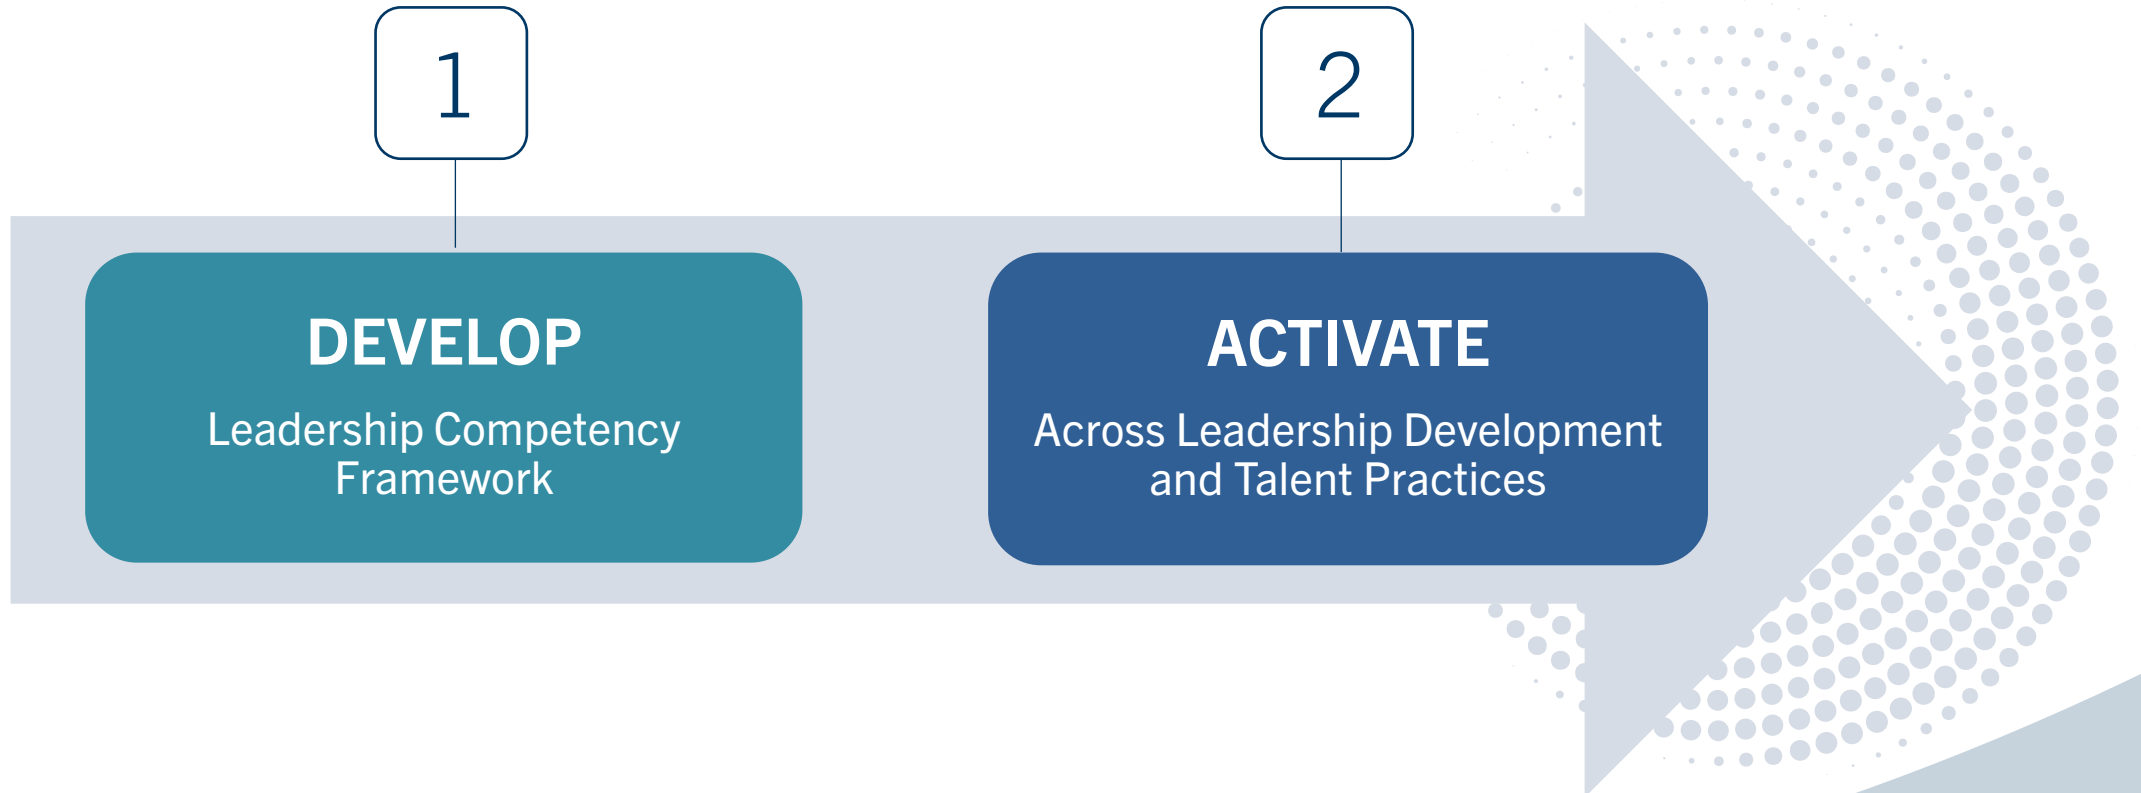 1
DEVELOP
Leadership Competency
Framework
2
ACTIVATE
Across Leadership Development
and Talent Practices